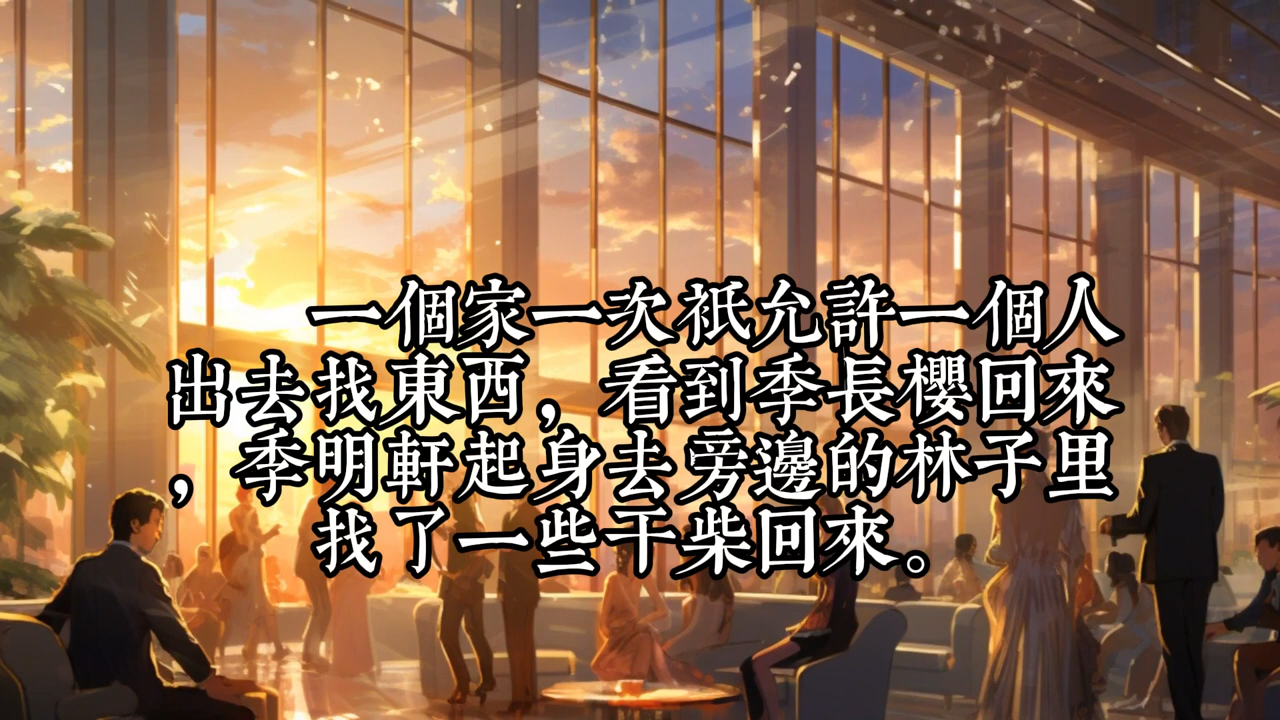 一個家一次祇允許一個人
出去找東西，看到季長櫻回來
，季明軒起身去旁邊的林子里
找了一些干柴回來。